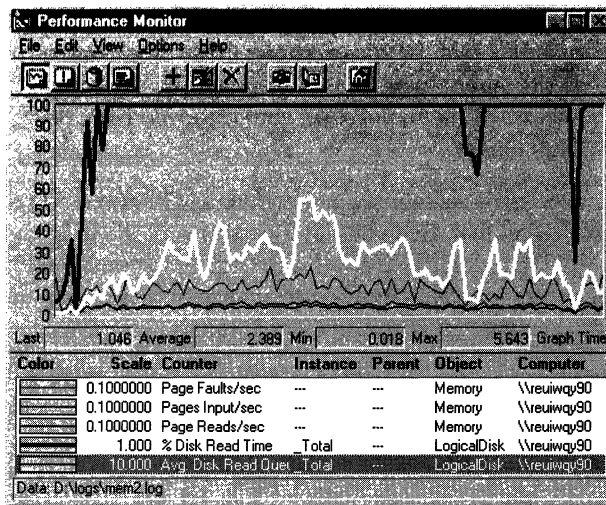 Performance Monitor
File Edit View Options Help
100
90
80
70
60
50
40
30
20
10
0
Last 1.046 Average 2.389 Min 0.018 Max 5.643 Graph Time
Color Scale Counter Instance Parent Object Computer
0.1000000 Page Faults/sec --- --- Memory \\reuiwqy90
0.1000000 Pages Input/sec --- --- Memory \\reuiwqy90
0.1000000 Page Reads/sec --- --- Memory \\reuiwqy90
1.000 % Disk Read Time _Total --- LogicalDisk \\reuiwqy90
10.000 Avg. Disk Read Queu _Total --- LogicalDisk \\reuiwqy90
Data: D:\logs\mem2.log